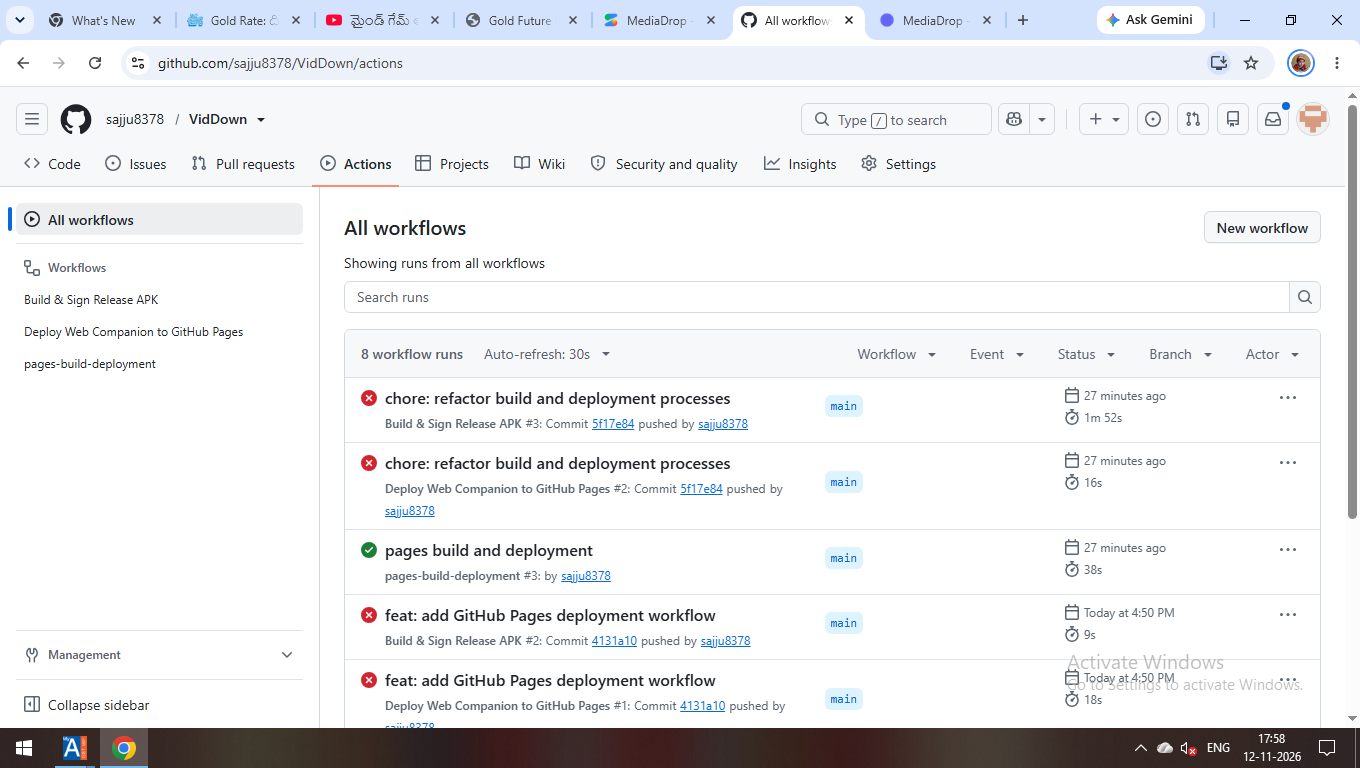 What's New
Gold Rate:
మైండ్ గేమ్
Gold Future
MediaDrop -
All workflows
MediaDrop -
Ask Gemini
github.com/sajju8378/VidDown/actions
sajju8378 / VidDown
Type / to search
Code
Issues
Pull requests
Actions
Projects
Wiki
Security and quality
Insights
Settings
All workflows
Workflows
Build & Sign Release APK
Deploy Web Companion to GitHub Pages
pages-build-deployment
Management
Collapse sidebar
All workflows
New workflow
Showing runs from all workflows
Search runs
8 workflow runs
Auto-refresh: 30s
Workflow
Event
Status
Branch
Actor
chore: refactor build and deployment processes
Build & Sign Release APK #3: Commit 5f17e84 pushed by sajju8378
main
27 minutes ago
1m 52s
chore: refactor build and deployment processes
Deploy Web Companion to GitHub Pages #2: Commit 5f17e84 pushed by
sajju8378
main
27 minutes ago
16s
pages build and deployment
pages-build-deployment #3: by sajju8378
main
27 minutes ago
38s
feat: add GitHub Pages deployment workflow
Build & Sign Release APK #2: Commit 4131a10 pushed by sajju8378
main
Today at 4:50 PM
9s
feat: add GitHub Pages deployment workflow
Deploy Web Companion to GitHub Pages #1: Commit 4131a10 pushed by
sajju8378
main
Today at 4:50 PM
18s
Activate Windows
Go to Settings to activate Windows.
ENG
17:58
12-11-2026